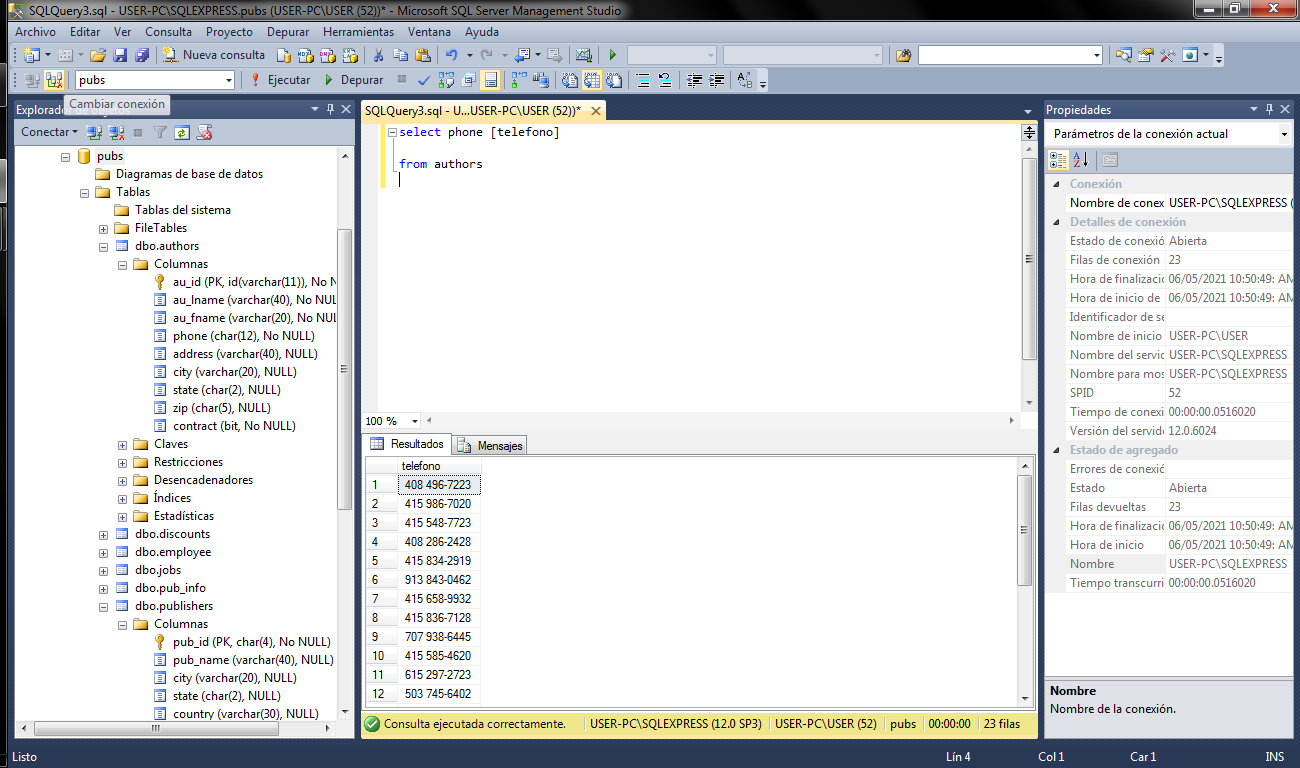 SQLQuery3.sql - USER-PC\SQLEXPRESS.pubs (USER-PC\USER (52))* - Microsoft SQL Server Management Studio
Archivo Editar Ver Consulta Proyecto Depurar Herramientas Ventana Ayuda
Nueva consulta
pubs Ejecutar Depurar
Cambiar conexión
Explorador de objetos
Conectar
pubs
Diagramas de base de datos
Tablas
Tablas del sistema
FileTables
dbo.authors
Columnas
au_id (PK, id(varchar(11)), No N
au_lname (varchar(40), No NUL
au_fname (varchar(20), No NUL
phone (char(12), No NULL)
address (varchar(40), NULL)
city (varchar(20), NULL)
state (char(2), NULL)
zip (char(5), NULL)
contract (bit, No NULL)
Claves
Restricciones
Desencadenadores
Índices
Estadísticas
dbo.discounts
dbo.employee
dbo.jobs
dbo.pub_info
dbo.publishers
Columnas
pub_id (PK, char(4), No NULL)
pub_name (varchar(40), NULL)
city (varchar(20), NULL)
state (char(2), NULL)
country (varchar(30), NULL)
SQLQuery3.sql - U...USER-PC\USER (52))*
select phone [telefono]
from authors
100 %
Resultados Mensajes
telefono
1 408 496-7223
2 415 986-7020
3 415 548-7723
4 408 286-2428
5 415 834-2919
6 913 843-0462
7 415 658-9932
8 415 836-7128
9 707 938-6445
10 415 585-4620
11 615 297-2723
12 503 745-6402
Consulta ejecutada correctamente. USER-PC\SQLEXPRESS (12.0 SP3) USER-PC\USER (52) pubs 00:00:00 23 filas
Propiedades
Parámetros de la conexión actual
Conexión
Nombre de conex USER-PC\SQLEXPRESS (
Detalles de conexión
Estado de conexió Abierta
Filas de conexión 23
Hora de finalizació 06/05/2021 10:50:49: AM
Hora de inicio de 06/05/2021 10:50:49: AM
Identificador de se
Nombre de inicio USER-PC\USER
Nombre del servic USER-PC\SQLEXPRESS
Nombre para mos USER-PC\SQLEXPRESS
SPID 52
Tiempo de conexi 00:00:00.0516020
Versión del servid 12.0.6024
Estado de agregado
Errores de conexió
Estado Abierta
Filas devueltas 23
Hora de finalizació 06/05/2021 10:50:49: AM
Hora de inicio 06/05/2021 10:50:49: AM
Nombre USER-PC\SQLEXPRESS
Tiempo transcurri 00:00:00.0516020
Nombre
Nombre de la conexión.
Listo Lín 4 Col 1 Car 1 INS